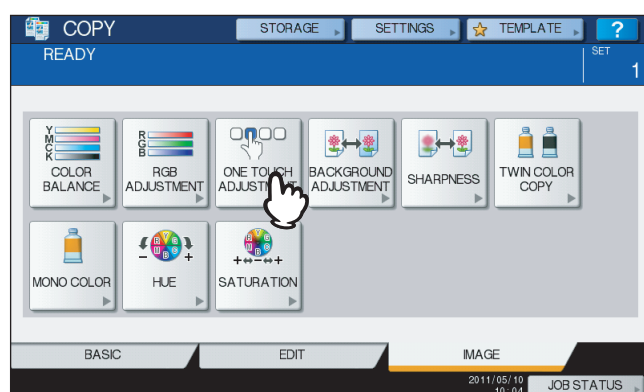 COPY
STORAGE
SETTINGS
TEMPLATE
?
READY
SET
1
Y
M
C
K
COLOR
BALANCE
R
G
B
RGB
ADJUSTMENT
ONE TOUCH
ADJUSTMENT
BACKGROUND
ADJUSTMENT
SHARPNESS
TWIN COLOR
COPY
MONO COLOR
HUE
SATURATION
BASIC
EDIT
IMAGE
2011/05/10
10:04
JOB STATUS